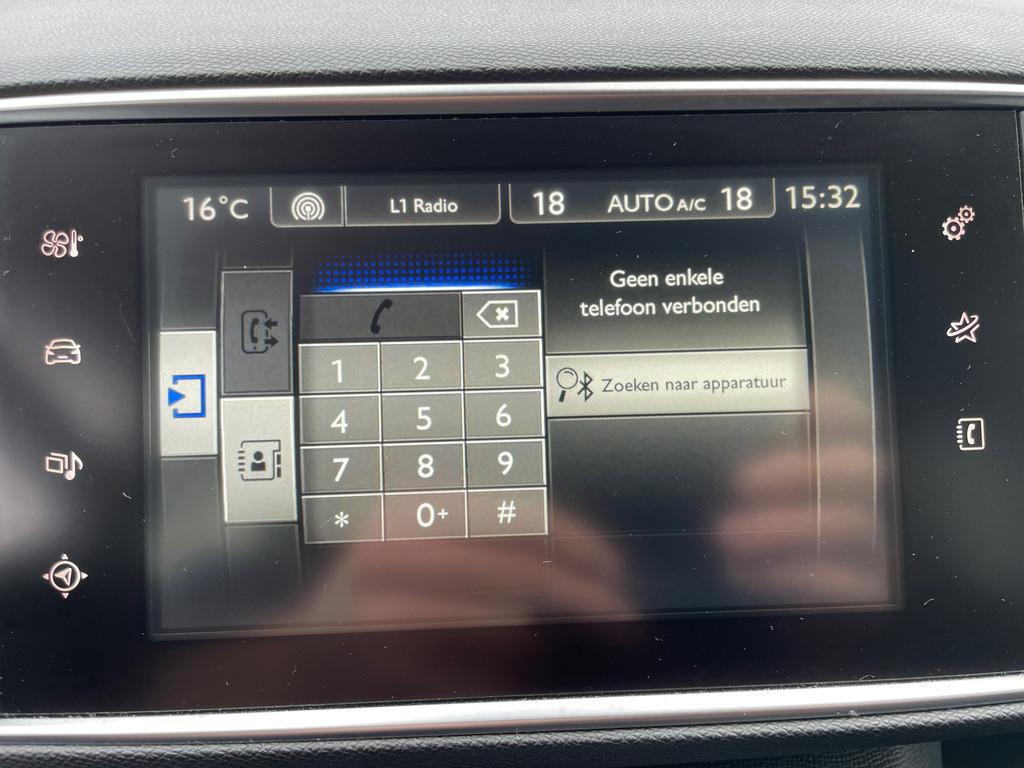 16°C
L1 Radio
18 AUTO A/C 18
15:32
Geen enkele
telefoon verbonden
Zoeken naar apparatuur
1 2 3
4 5 6
7 8 9
* 0+ #